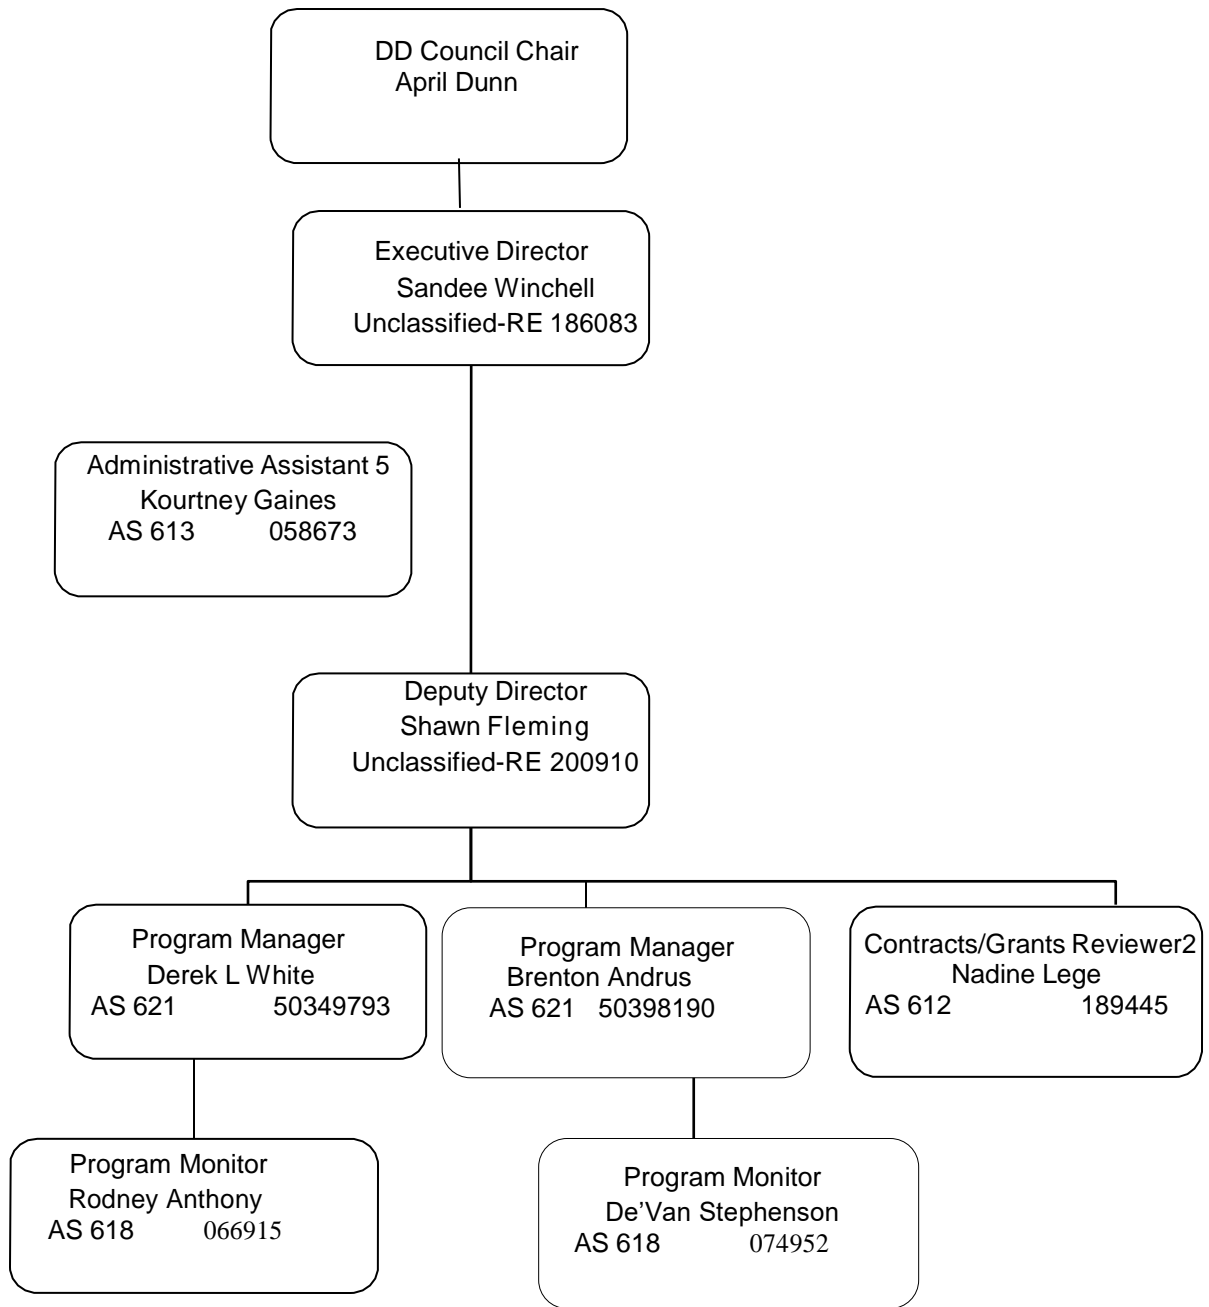 DD Council Chair
April Dunn
Executive Director
Sandee Winchell
Unclassified-RE 186083
Administrative Assistant 5
Kourtney Gaines
AS 613 058673
Deputy Director
Shawn Fleming
Unclassified-RE 200910
Program Manager
Derek L White
AS 621 50349793
Program Manager
Brenton Andrus
AS 621 50398190
Contracts/Grants Reviewer2
Nadine Lege
AS 612 189445
Program Monitor
Rodney Anthony
AS 618 066915
Program Monitor
De’Van Stephenson
AS 618 074952